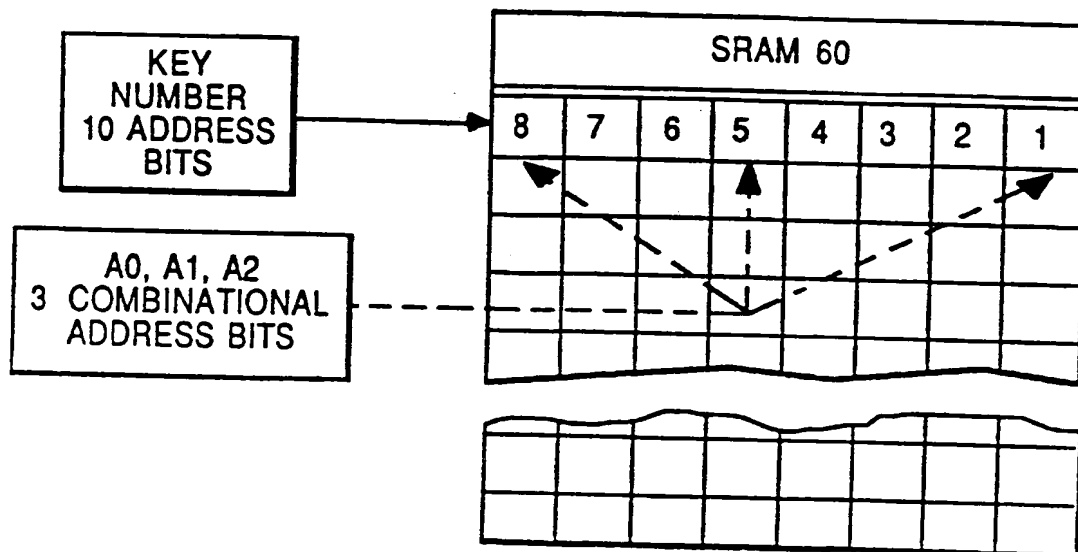 KEY
NUMBER
10 ADDRESS
BITS
SRAM 60
8 7 6 5 4 3 2 1
A0, A1, A2
3 COMBINATIONAL
ADDRESS BITS